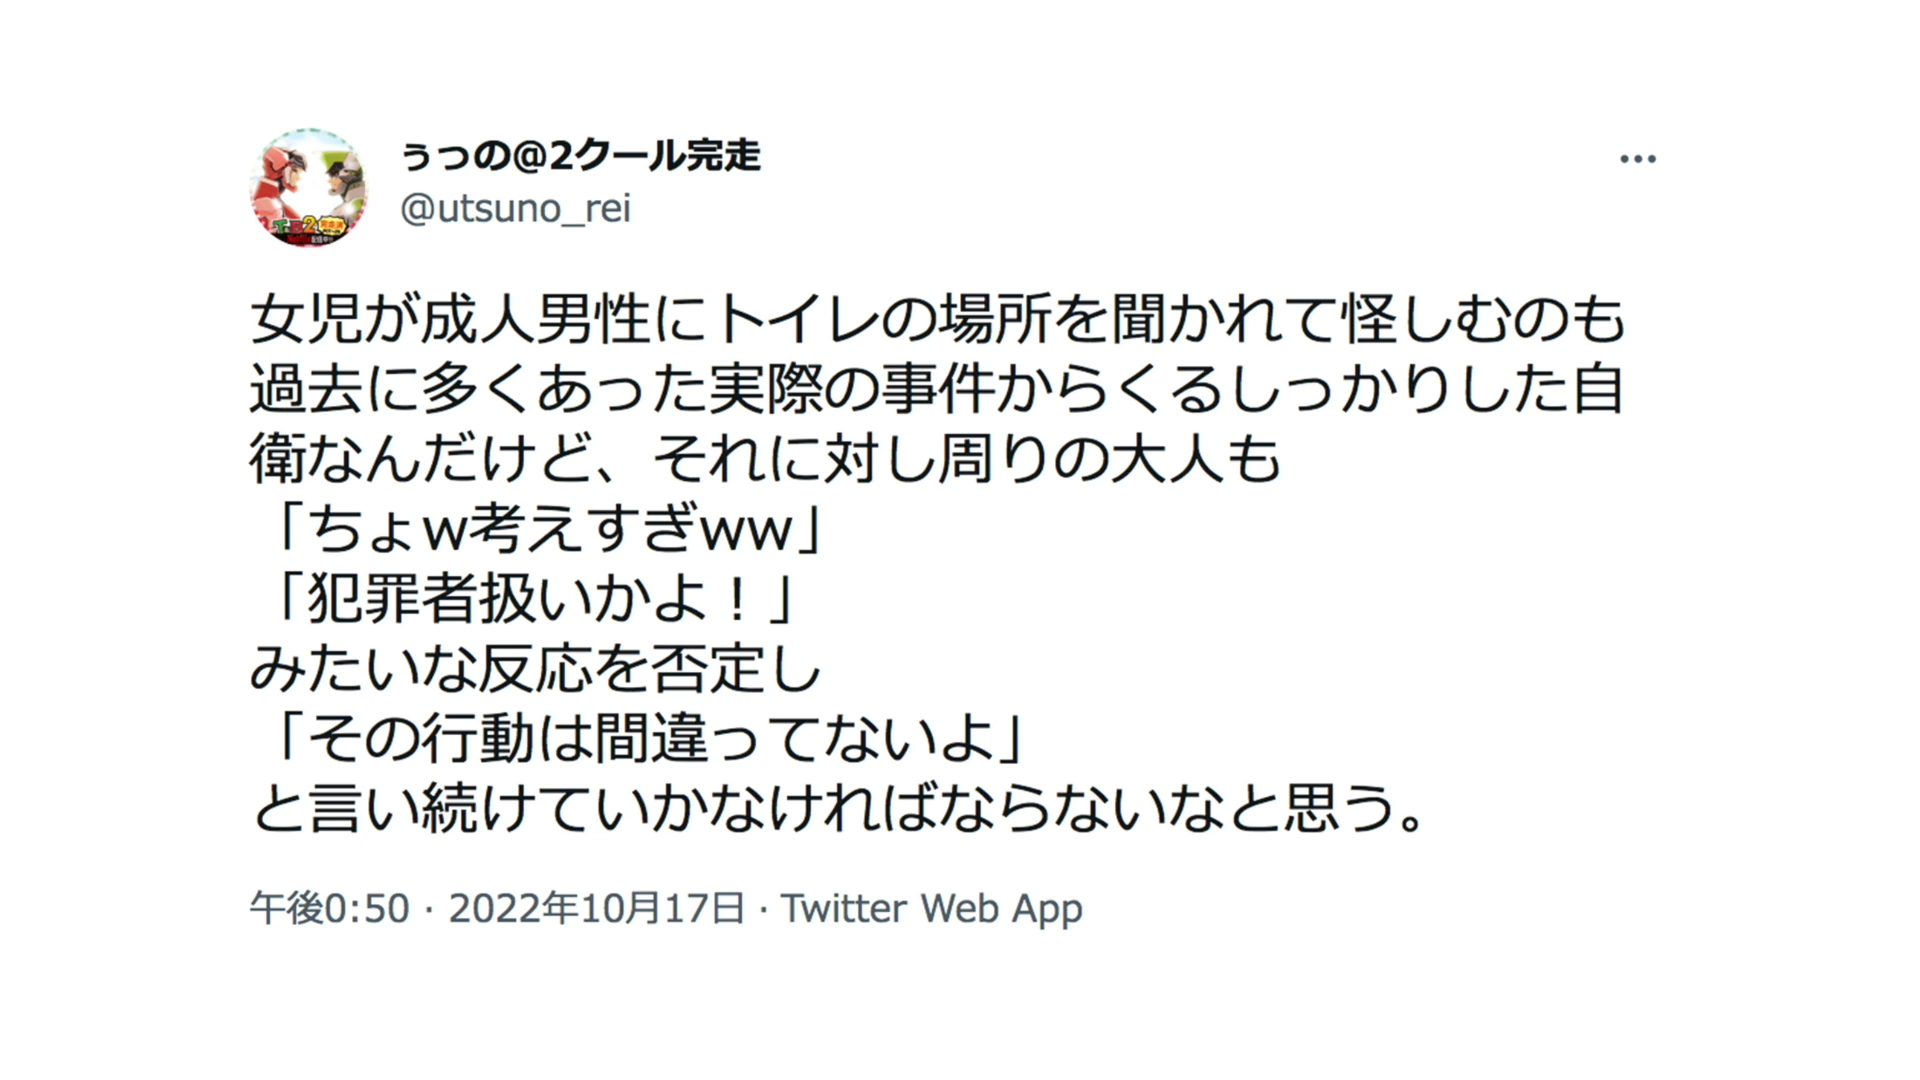 ぅっの@2クール完走
@utsuno_rei
女児が成人男性にトイレの場所を聞かれて怪しむのも
過去に多くあった実際の事件からくるしっかりした自
衛なんだけど、それに対し周りの大人も
「ちょw考えすぎww」
「犯罪者扱いかよ！」
みたいな反応を否定し
「その行動は間違ってないよ」
と言い続けていかなければならないなと思う。
午後0:50 · 2022年10月17日 · Twitter Web App